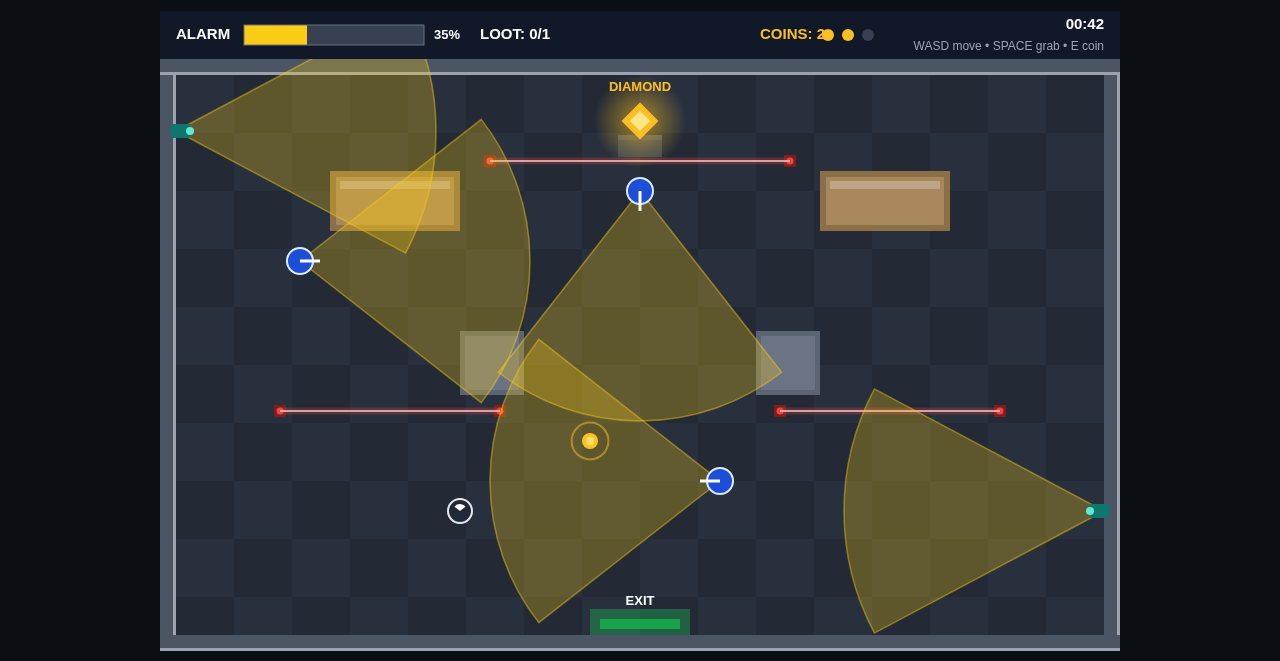 ALARM
35%
LOOT: 0/1
COINS: 2
00:42
WASD move • SPACE grab • E coin
DIAMOND
EXIT